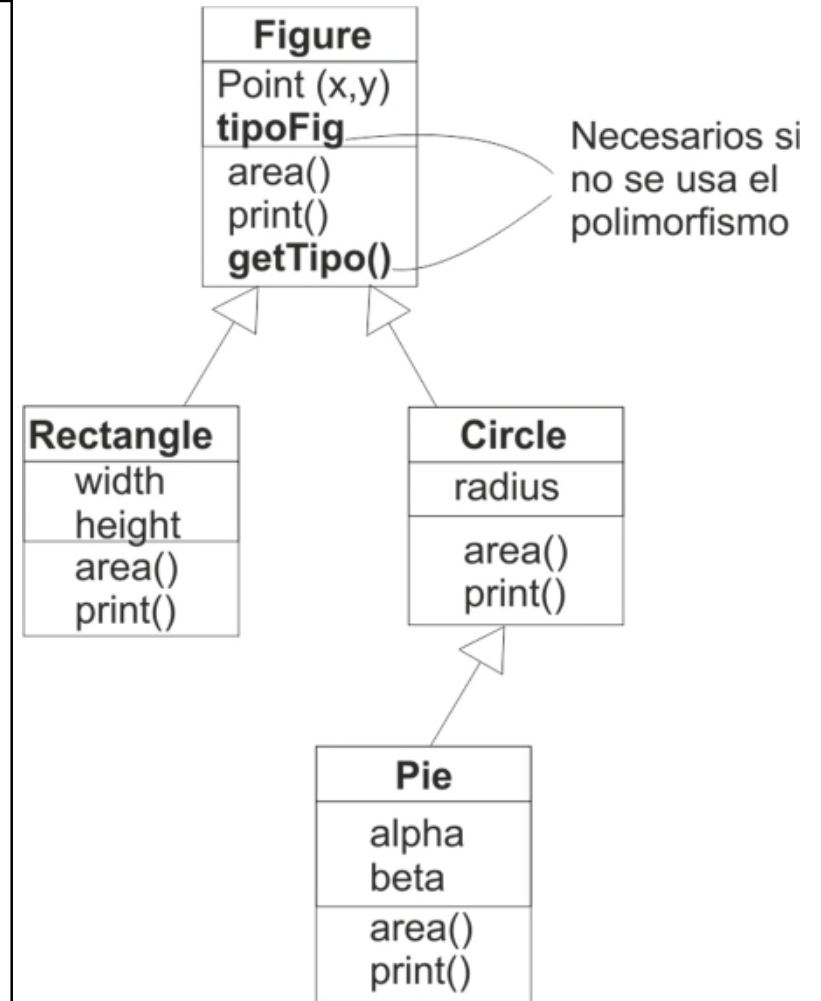 Figure
Point (x,y)
tipoFig
area()
print()
getTipo()
Necesarios si
no se usa el
polimorfismo
Rectangle
width
height
area()
print()
Circle
radius
area()
print()
Pie
alpha
beta
area()
print()